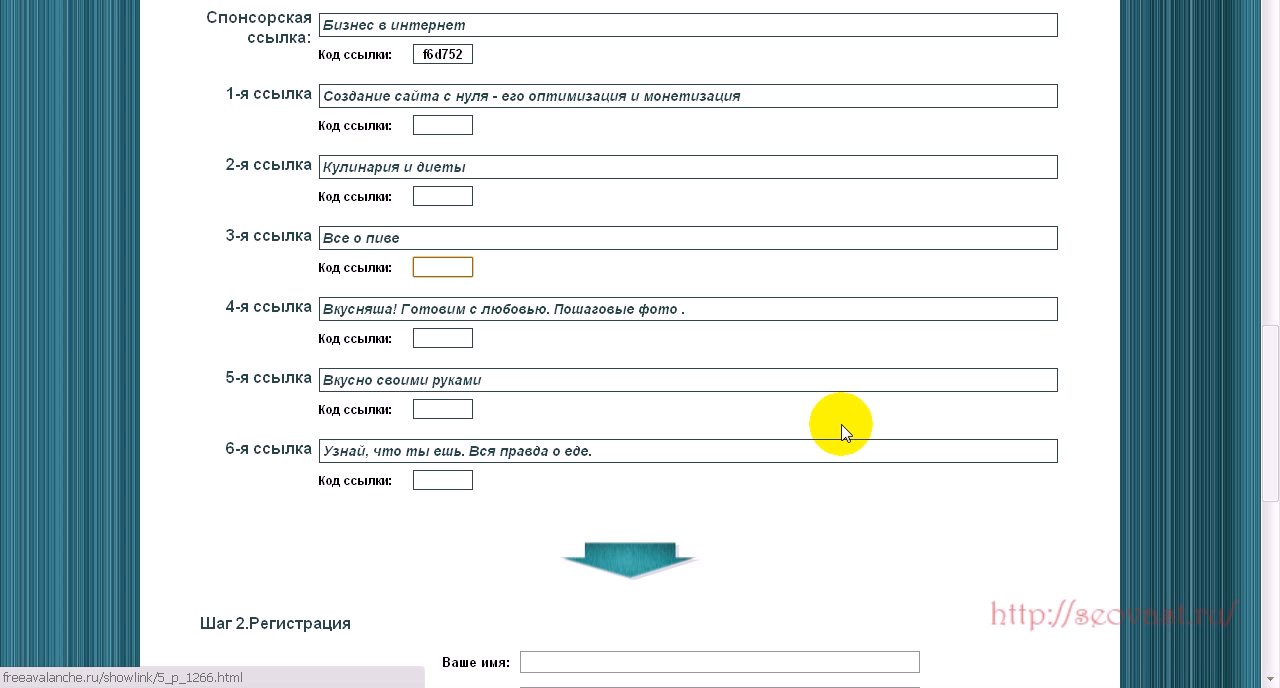 Спонсорская
ссылка:
Бизнес в интернет
Код ссылки: f6d752
1-я ссылка Создание сайта с нуля - его оптимизация и монетизация
Код ссылки:
2-я ссылка Кулинария и диеты
Код ссылки:
3-я ссылка Все о пиве
Код ссылки:
4-я ссылка Вкусняша! Готовим с любовью. Пошаговые фото .
Код ссылки:
5-я ссылка Вкусно своими руками
Код ссылки:
6-я ссылка Узнай, что ты ешь. Вся правда о еде.
Код ссылки:
Шаг 2.Регистрация
Ваше имя:
freeavalanche.ru/showlink/5_p_1266.html